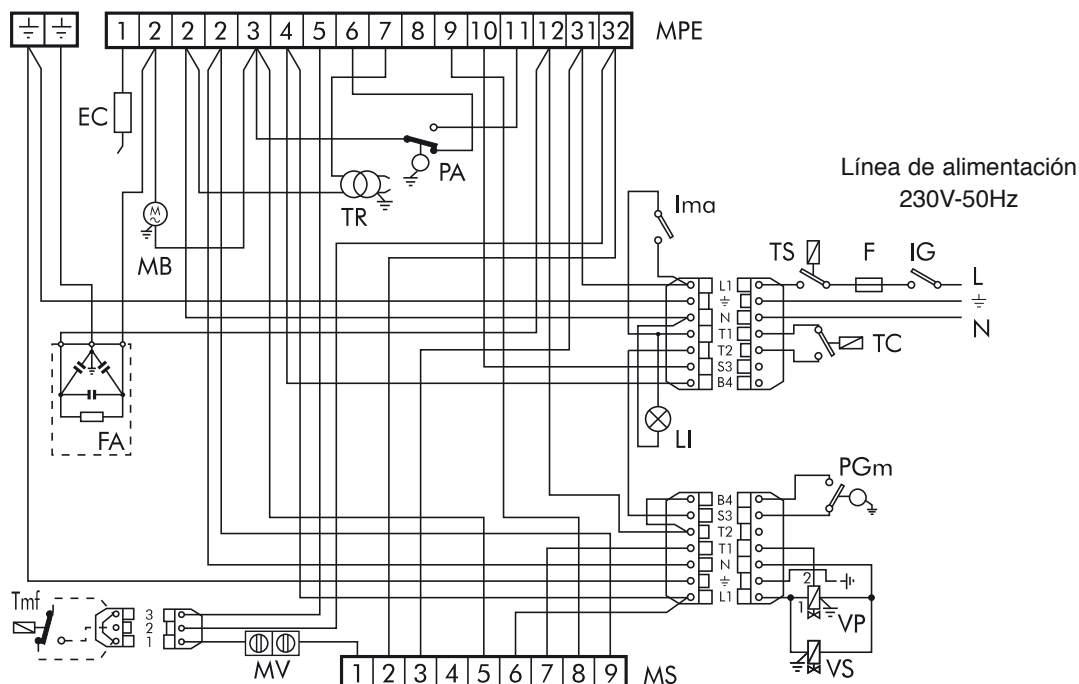 1 2 2 2 3 4 5 6 7 8 9 10 11 12 31 32 MPE
EC
PA
TR
M
MB
Línea de alimentación
230V-50Hz
Ima
TS F IG
L1 L
N N
T1
T2 TC
S3
B4
LI
FA
PGm
B4
S3
T2
T1
N
L1
2
1
VP
VS
Tmf
3
2
1
MV
1 2 3 4 5 6 7 8 9 MS